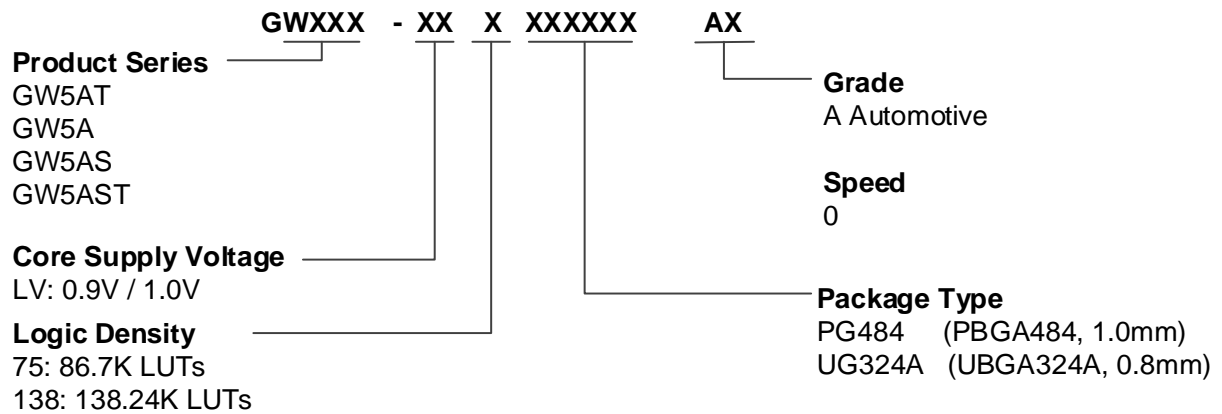 GWXXX - XX X XXXXXX AX
Product Series
GW5AT
GW5A
GW5AS
GW5AST
Core Supply Voltage
LV: 0.9V / 1.0V
Logic Density
75: 86.7K LUTs
138: 138.24K LUTs
Grade
A Automotive
Speed
0
Package Type
PG484 (PBGA484, 1.0mm)
UG324A (UBGA324A, 0.8mm)